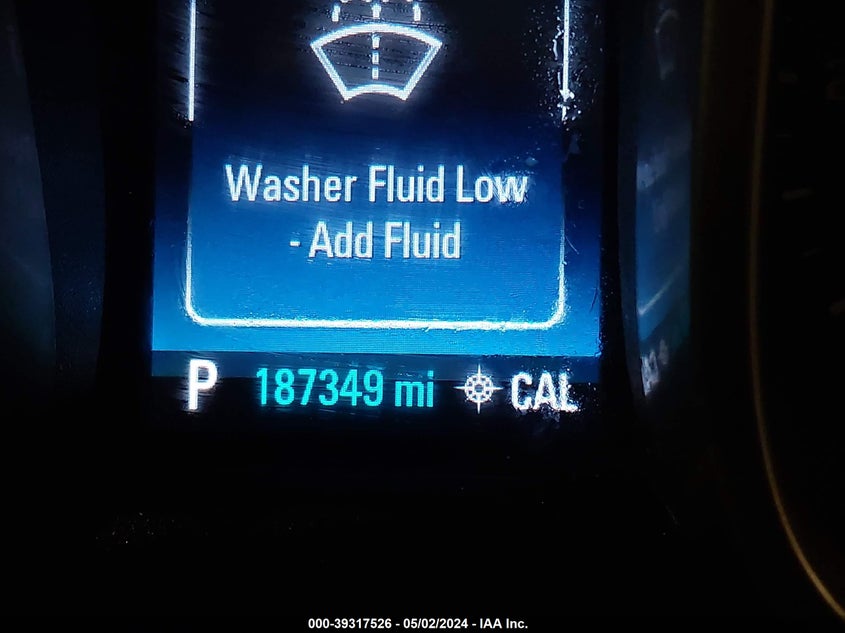 Washer Fluid Low
- Add Fluid
P 187349 mi CAL
000-39317526 - 05/02/2024 - IAA Inc.